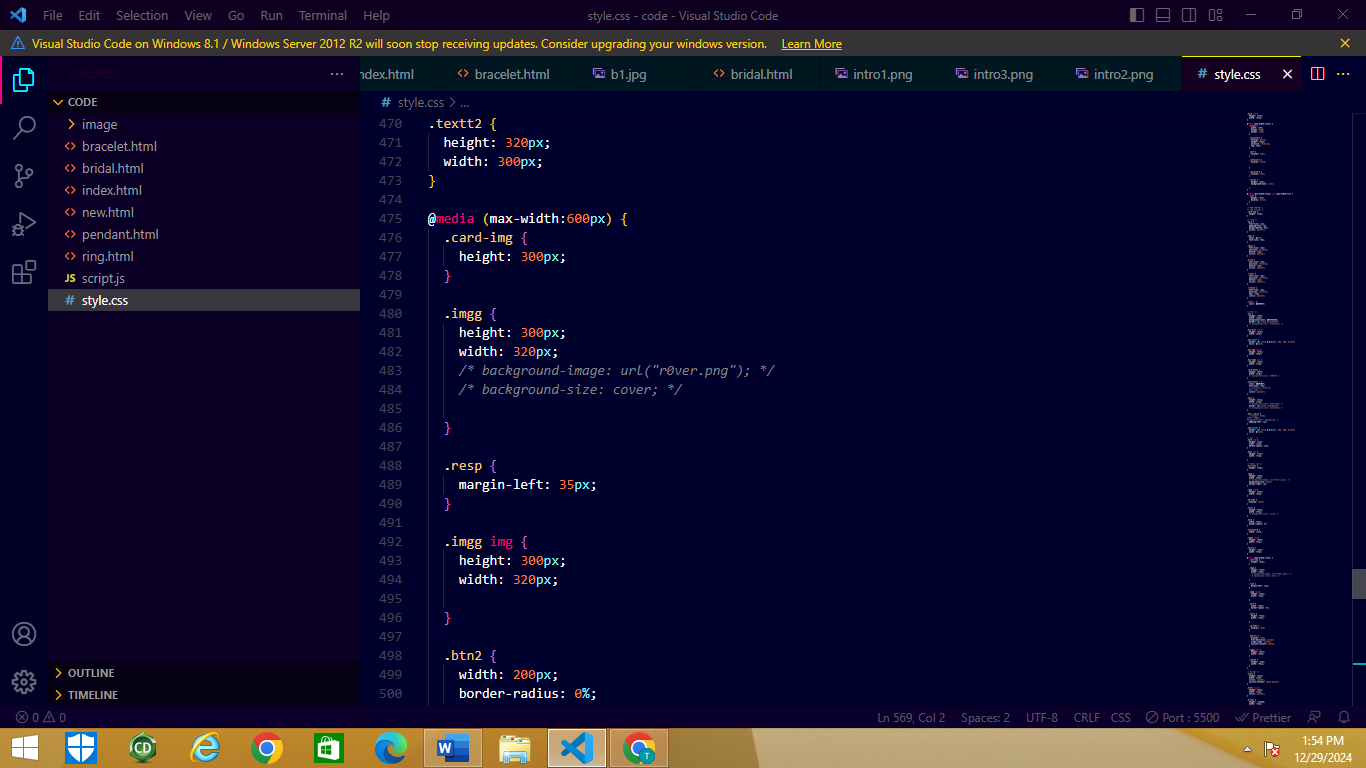 File Edit Selection View Go Run Terminal Help
style.css - code - Visual Studio Code
Visual Studio Code on Windows 8.1 / Windows Server 2012 R2 will soon stop receiving updates. Consider upgrading your windows version. Learn More
EXPLORER
ndex.html bracelet.html b1.jpg bridal.html intro1.png intro3.png intro2.png # style.css
CODE
image
bracelet.html
bridal.html
index.html
new.html
pendant.html
ring.html
JS script.js
# style.css
OUTLINE
TIMELINE
# style.css > ...
470 .textt2 {
471 height: 320px;
472 width: 300px;
473 }
474
475 @media (max-width:600px) {
476 .card-img {
477 height: 300px;
478 }
479
480 .imgg {
481 height: 300px;
482 width: 320px;
483 /* background-image: url("r0ver.png"); */
484 /* background-size: cover; */
485
486 }
487
488 .resp {
489 margin-left: 35px;
490 }
491
492 .imgg img {
493 height: 300px;
494 width: 320px;
495
496 }
497
498 .btn2 {
499 width: 200px;
500 border-radius: 0%;
0 0
Ln 569, Col 2 Spaces: 2 UTF-8 CRLF CSS Port : 5500 Prettier
CD
W
T
1:54 PM
12/29/2024